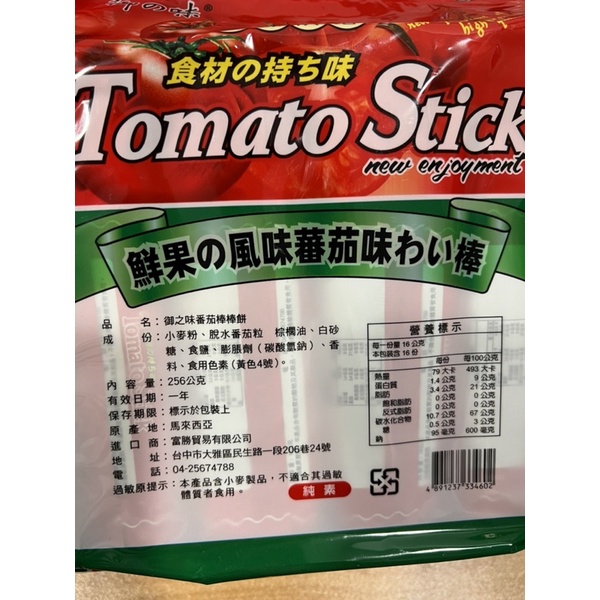 の味
食材の持ち味
Tomato Stick
new enjoyment
鮮果の風味蕃茄味わい棒
品 名：御之味番茄棒棒餅
成 份：小麥粉、脫水番茄粒 棕櫚油、白砂
糖、食鹽、膨脹劑（碳酸氫鈉）、香
料、食用色素（黃色4號）。
內 容 量：256公克
有效日期：一年
保存期限：標示於包裝上
原 產 地：馬來西亞
進 口 商：富勝貿易有限公司
地 址：台中市大雅區民生路一段206巷24號
電 話：04-25674788
過敏原提示：本產品含小麥製品，不適合其過敏
體質者食用。
純素
營養標示
每一份量 16 公克
本包裝含 16 份
每份 每100公克
熱量 79 大卡 493 大卡
蛋白質 1.4 公克 9 公克
脂肪 3.4 公克 21 公克
飽和脂肪 0 公克 0 公克
反式脂肪 0 公克 0 公克
碳水化合物 10.7 公克 67 公克
糖 0.5 公克 3 公克
鈉 95 毫克 600 毫克
4 891237 334602